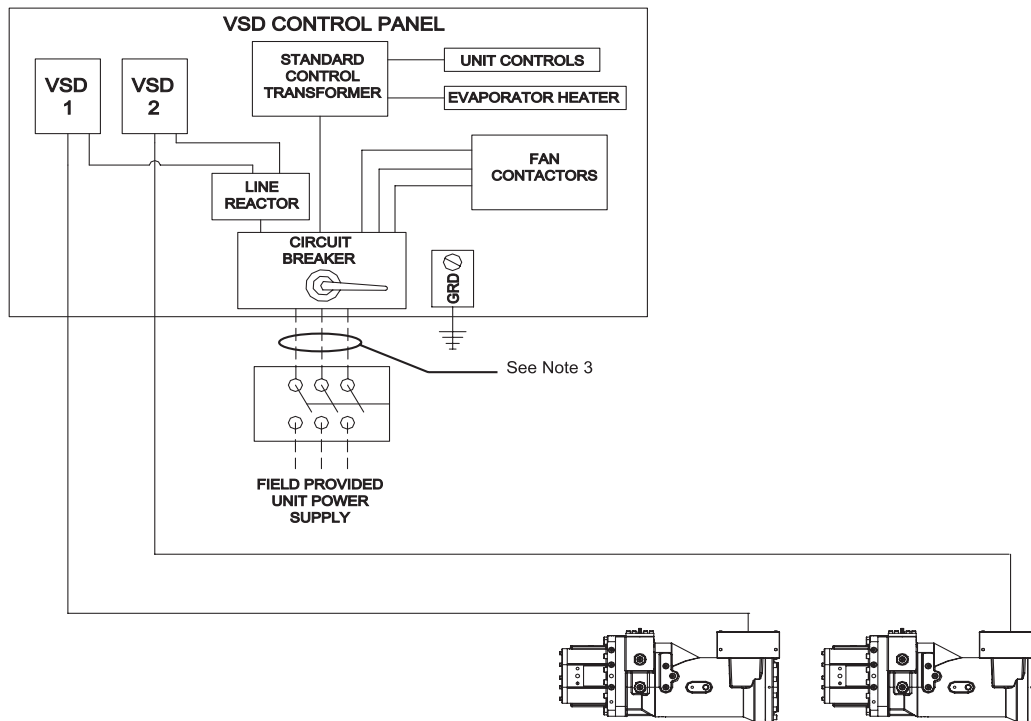 VSD CONTROL PANEL
VSD
1
VSD
2
STANDARD
CONTROL
TRANSFORMER
UNIT CONTROLS
EVAPORATOR HEATER
FAN
CONTACTORS
LINE
REACTOR
CIRCUIT
BREAKER
GRD
See Note 3
FIELD PROVIDED
UNIT POWER
SUPPLY